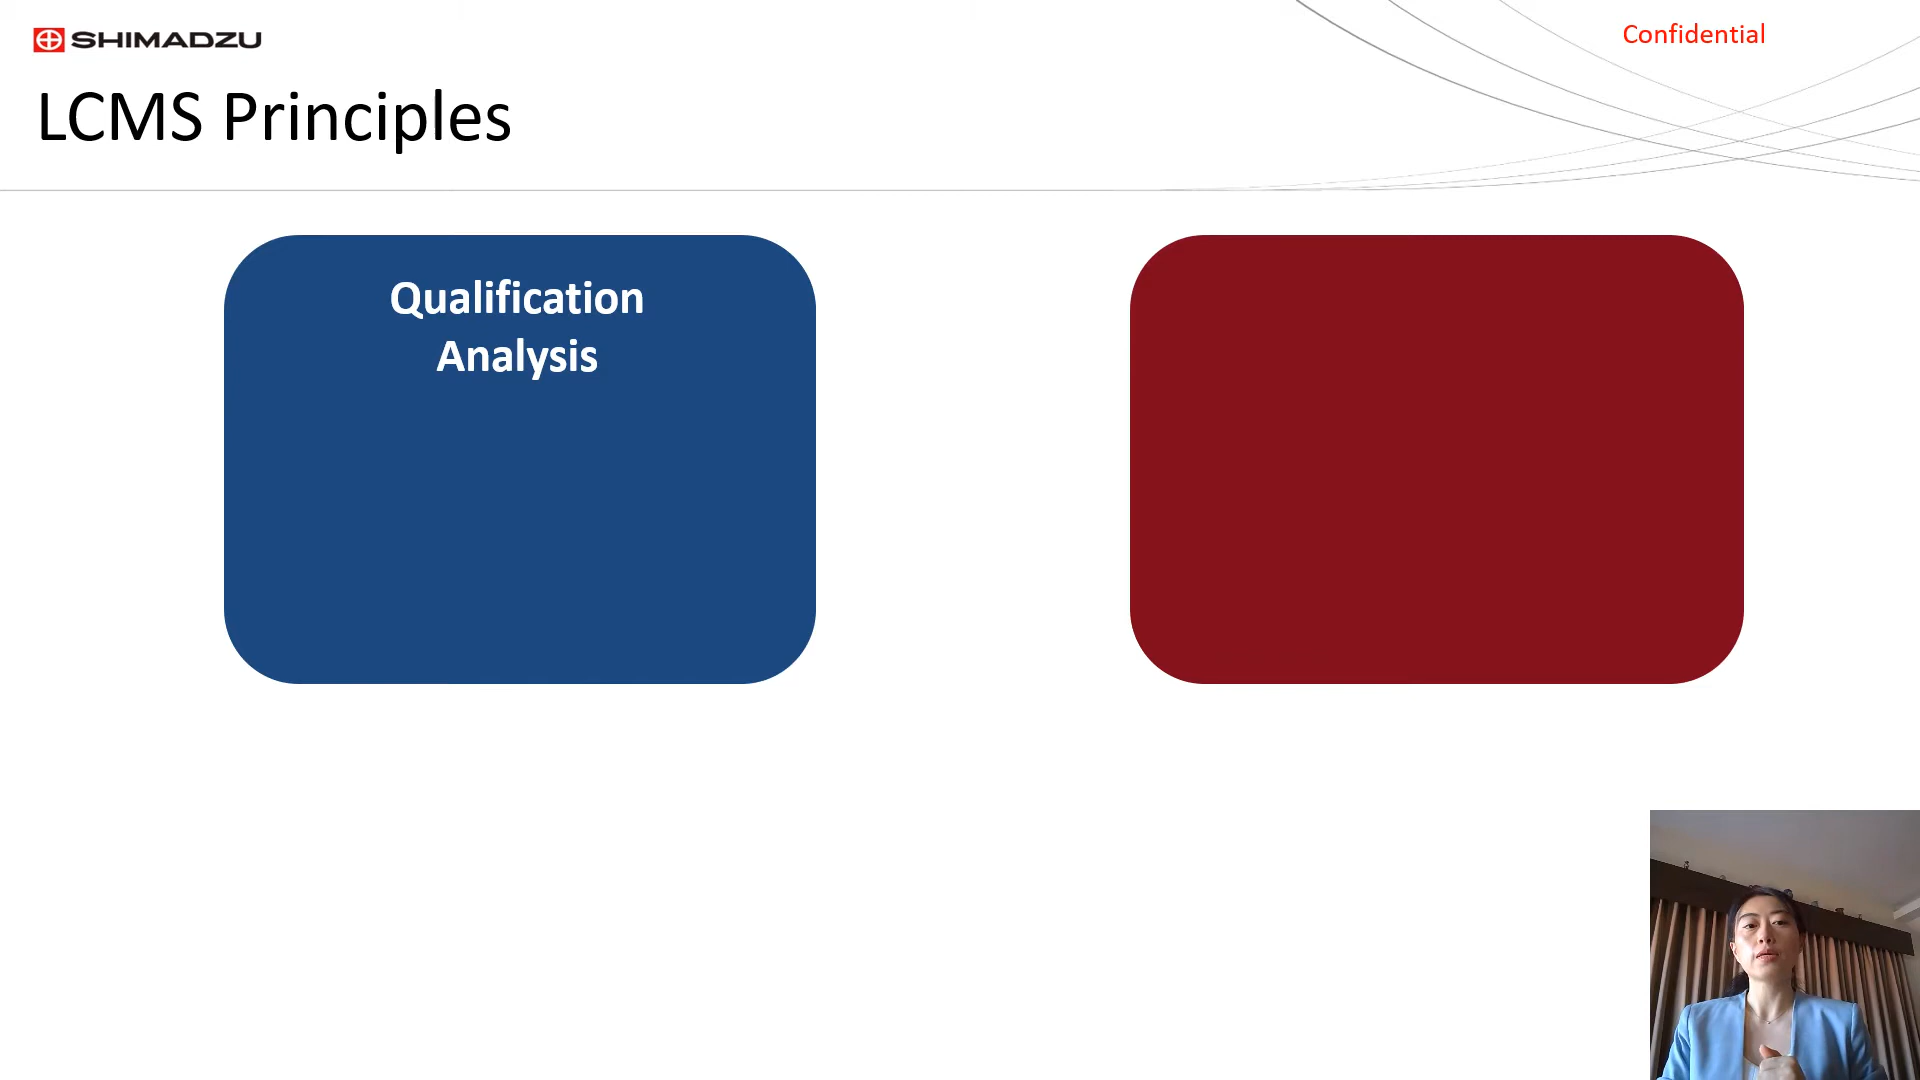 SHIMADZU
Confidential
LCMS Principles
Qualification
Analysis